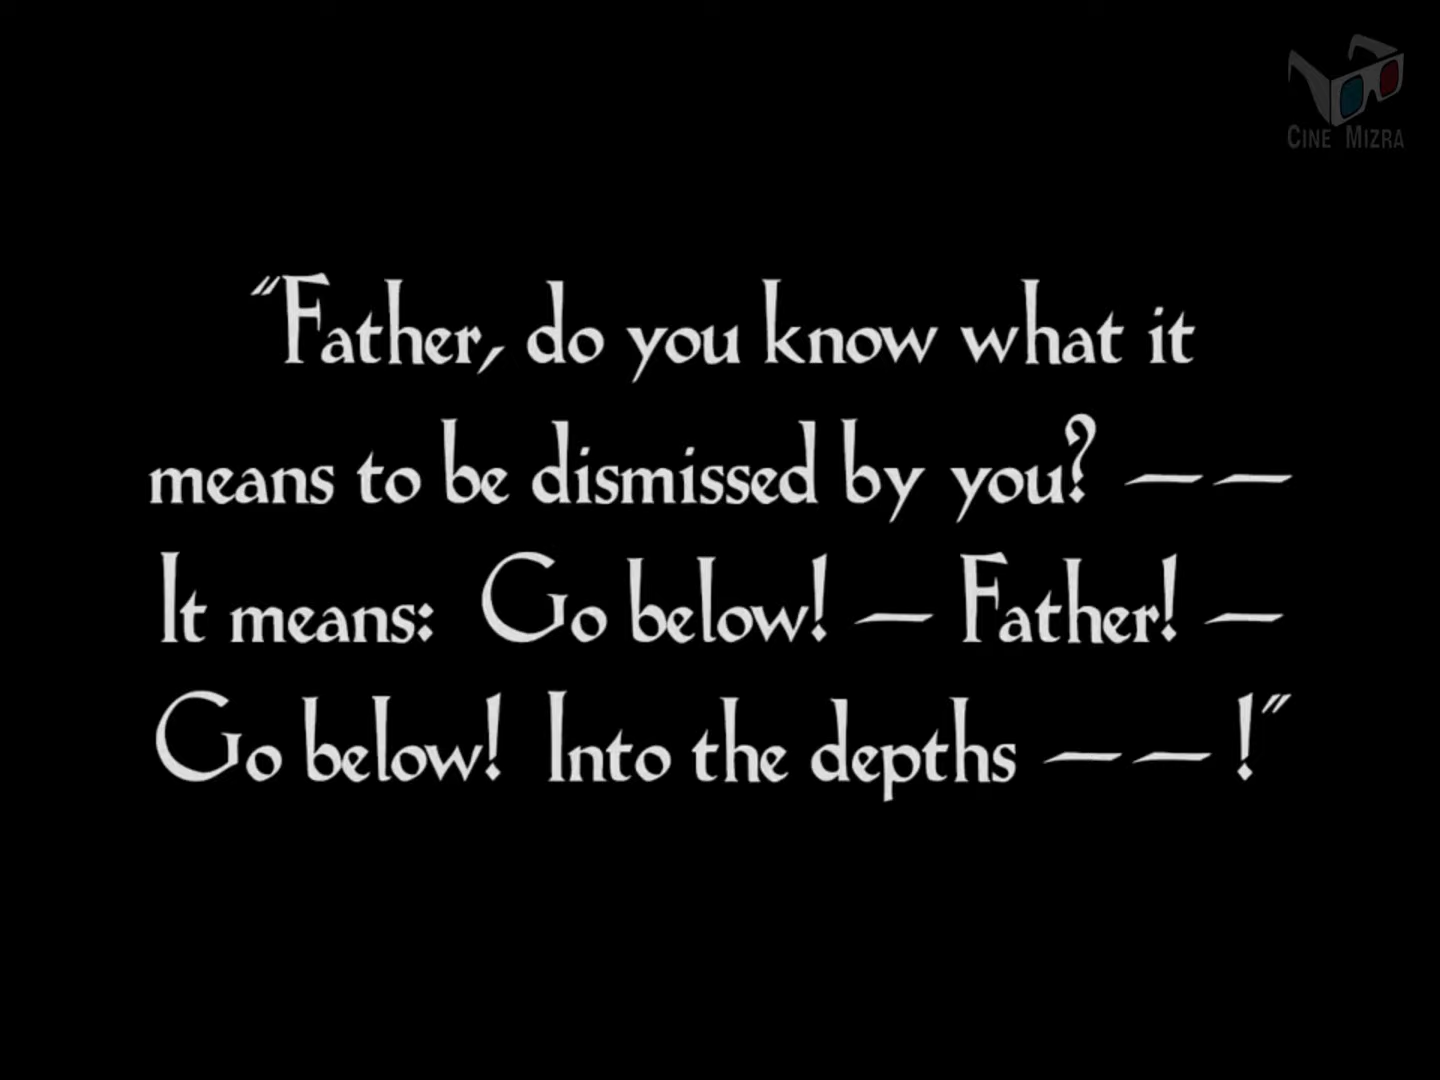 CINE MIZRA
"Father, do you know what it
means to be dismissed by you? — —
It means: Go below! — Father! —
Go below! Into the depths — — !"